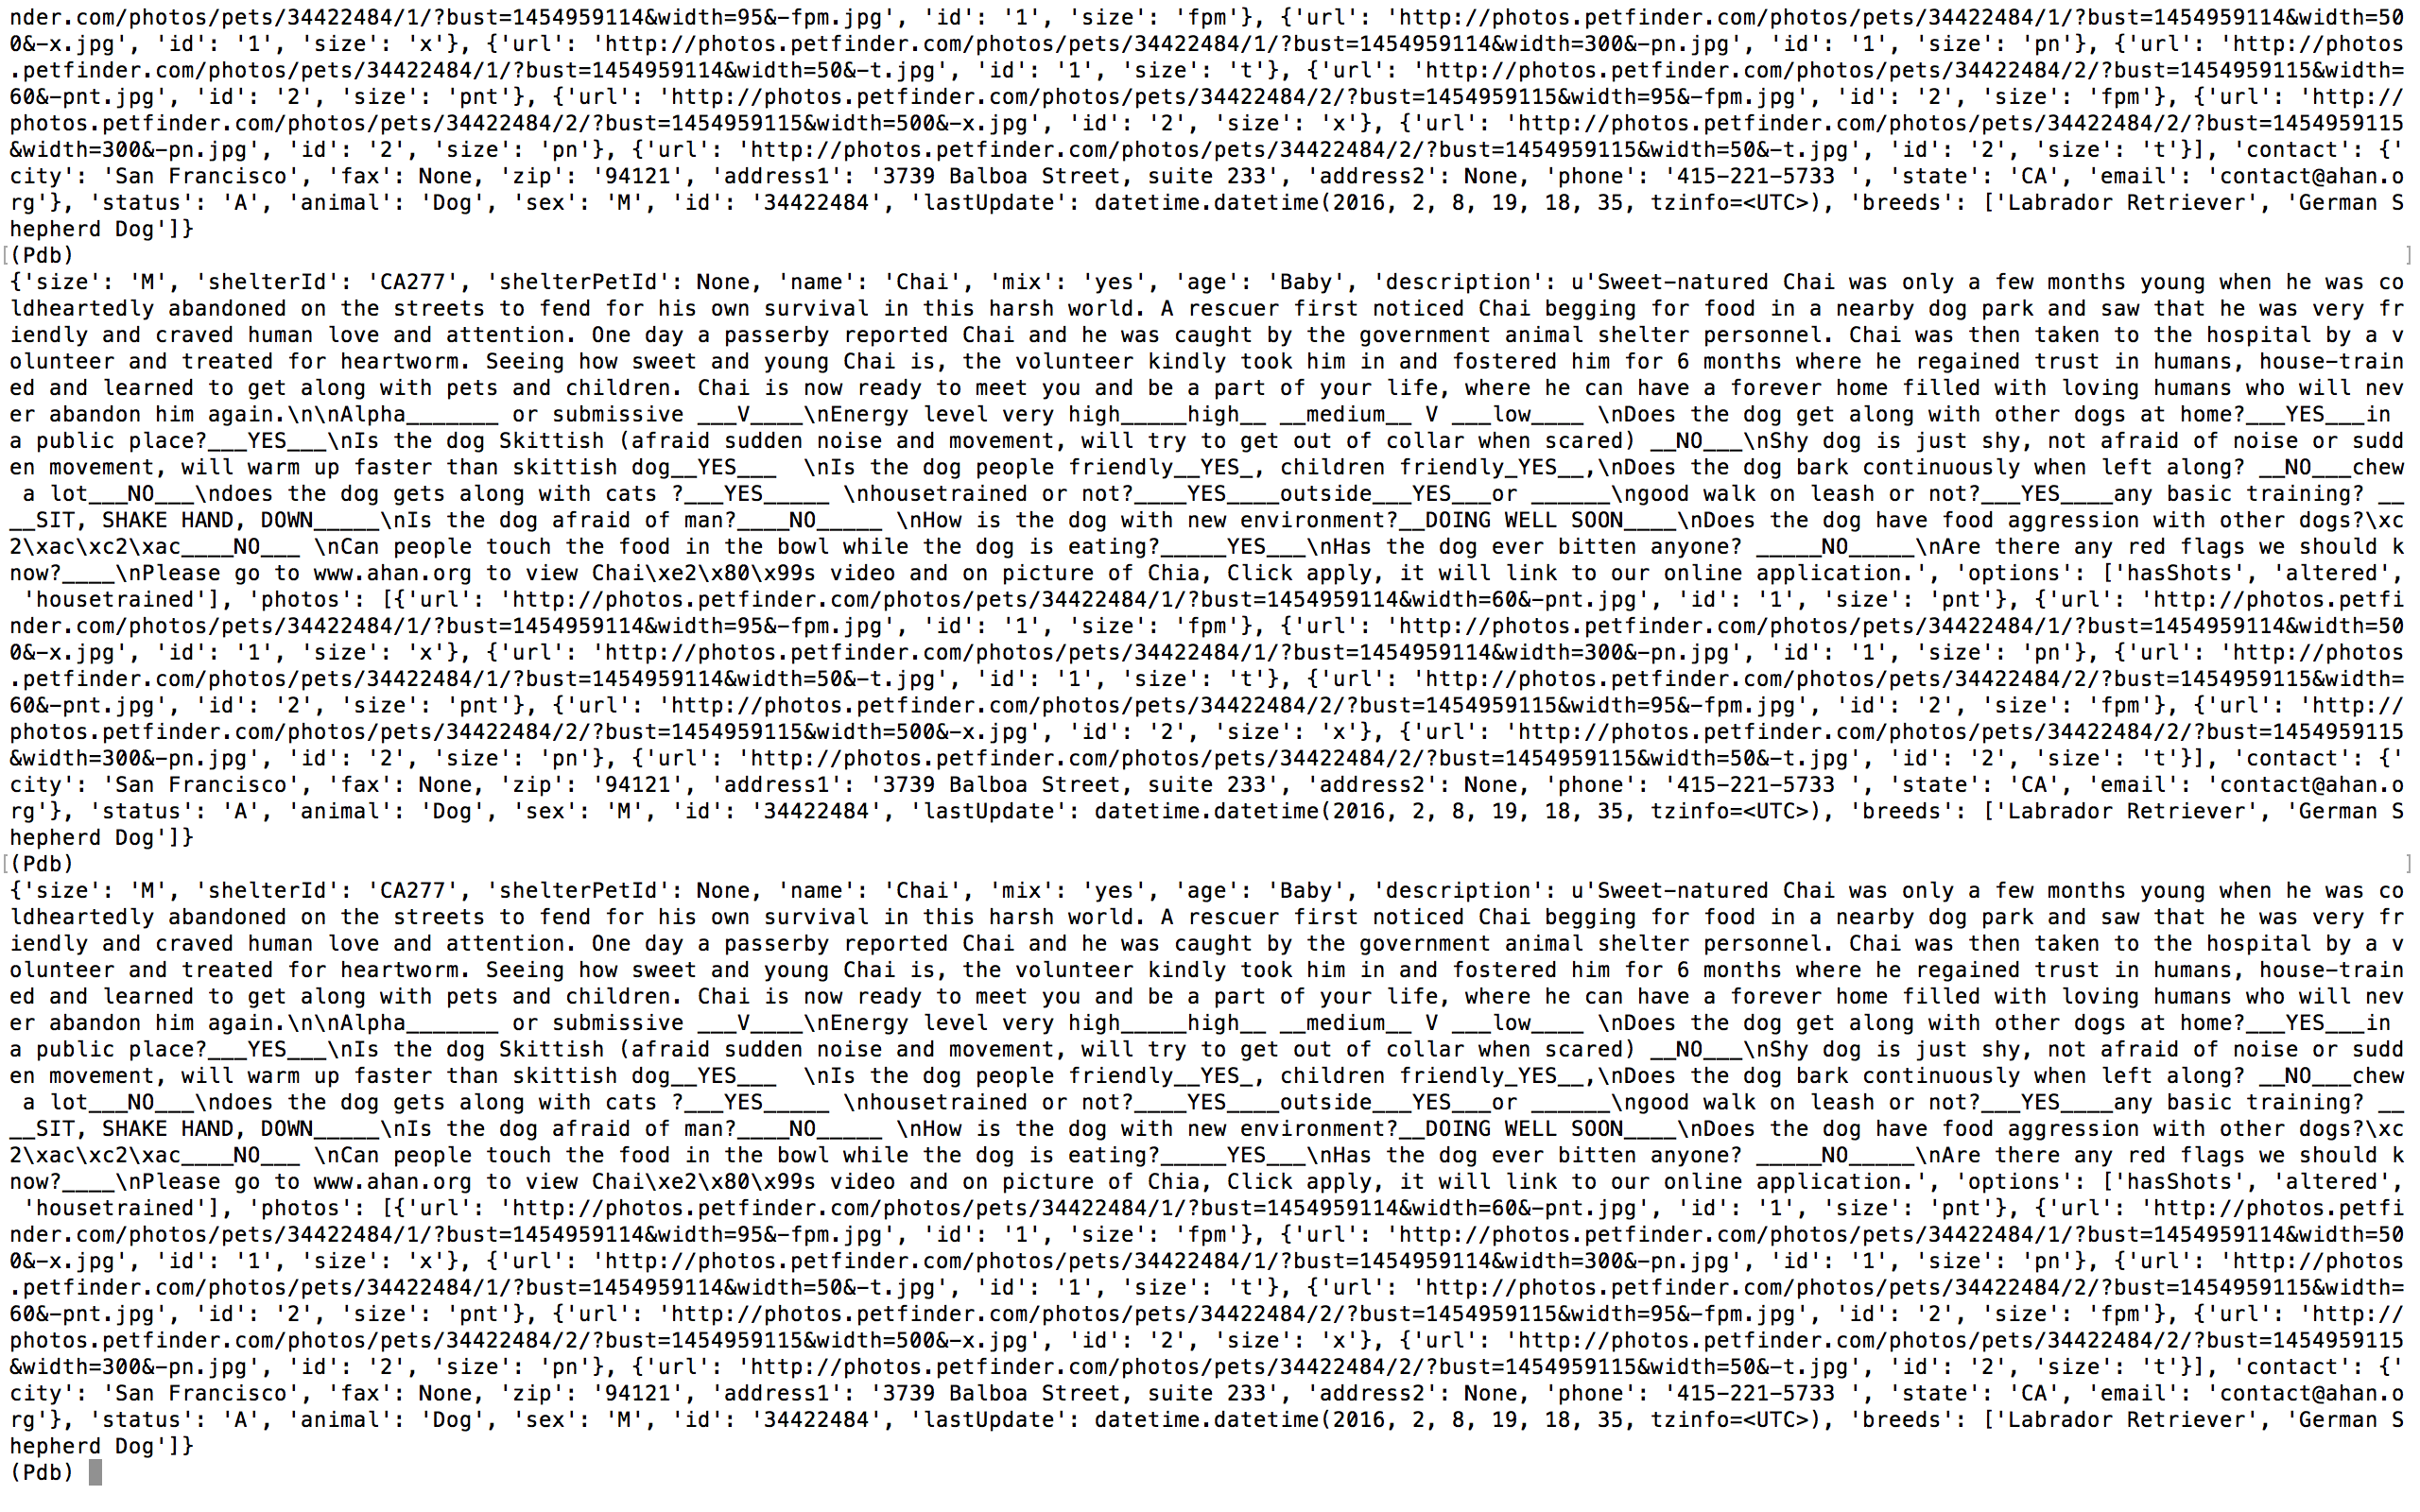 nder.com/photos/pets/34422484/1/?bust=1454959114&width=95&-fpm.jpg', 'id': '1', 'size': 'fpm'}, {'url': 'http://photos.petfinder.com/photos/pets/34422484/1/?bust=1454959114&width=50
0&-x.jpg', 'id': '1', 'size': 'x'}, {'url': 'http://photos.petfinder.com/photos/pets/34422484/1/?bust=1454959114&width=300&-pn.jpg', 'id': '1', 'size': 'pn'}, {'url': 'http://photos
.petfinder.com/photos/pets/34422484/1/?bust=1454959114&width=50&-t.jpg', 'id': '1', 'size': 't'}, {'url': 'http://photos.petfinder.com/photos/pets/34422484/2/?bust=1454959115&width=
60&-pnt.jpg', 'id': '2', 'size': 'pnt'}, {'url': 'http://photos.petfinder.com/photos/pets/34422484/2/?bust=1454959115&width=95&-fpm.jpg', 'id': '2', 'size': 'fpm'}, {'url': 'http://
photos.petfinder.com/photos/pets/34422484/2/?bust=1454959115&width=500&-x.jpg', 'id': '2', 'size': 'x'}, {'url': 'http://photos.petfinder.com/photos/pets/34422484/2/?bust=1454959115
&width=300&-pn.jpg', 'id': '2', 'size': 'pn'}, {'url': 'http://photos.petfinder.com/photos/pets/34422484/2/?bust=1454959115&width=50&-t.jpg', 'id': '2', 'size': 't'}], 'contact': {'
city': 'San Francisco', 'fax': None, 'zip': '94121', 'address1': '3739 Balboa Street, suite 233', 'address2': None, 'phone': '415-221-5733 ', 'state': 'CA', 'email': 'contact@ahan.o
rg'}, 'status': 'A', 'animal': 'Dog', 'sex': 'M', 'id': '34422484', 'lastUpdate': datetime.datetime(2016, 2, 8, 19, 18, 35, tzinfo=<UTC>), 'breeds': ['Labrador Retriever', 'German S
hepherd Dog']}
[(Pdb) ]
{'size': 'M', 'shelterId': 'CA277', 'shelterPetId': None, 'name': 'Chai', 'mix': 'yes', 'age': 'Baby', 'description': u'Sweet-natured Chai was only a few months young when he was co
ldheartedly abandoned on the streets to fend for his own survival in this harsh world. A rescuer first noticed Chai begging for food in a nearby dog park and saw that he was very fr
iendly and craved human love and attention. One day a passerby reported Chai and he was caught by the government animal shelter personnel. Chai was then taken to the hospital by a v
olunteer and treated for heartworm. Seeing how sweet and young Chai is, the volunteer kindly took him in and fostered him for 6 months where he regained trust in humans, house-train
ed and learned to get along with pets and children. Chai is now ready to meet you and be a part of your life, where he can have a forever home filled with loving humans who will nev
er abandon him again.\n\nAlpha_______ or submissive ___V____\nEnergy level very high_____high__ __medium__ V ___low____ \nDoes the dog get along with other dogs at home?___YES___in 
a public place?___YES___\nIs the dog Skittish (afraid sudden noise and movement, will try to get out of collar when scared) __NO___\nShy dog is just shy, not afraid of noise or sudd
en movement, will warm up faster than skittish dog__YES___  \nIs the dog people friendly__YES_, children friendly_YES__,\nDoes the dog bark continuously when left along? __NO___chew
 a lot___NO___\ndoes the dog gets along with cats ?___YES_____ \nhousetrained or not?____YES____outside___YES___or ______\ngood walk on leash or not?___YES____any basic training? __
__SIT, SHAKE HAND, DOWN_____\nIs the dog afraid of man?____NO_____ \nHow is the dog with new environment?__DOING WELL SOON____\nDoes the dog have food aggression with other dogs?\xc
2\xac\xc2\xac____NO___ \nCan people touch the food in the bowl while the dog is eating?_____YES___\nHas the dog ever bitten anyone? _____NO_____\nAre there any red flags we should k
now?____\nPlease go to www.ahan.org to view Chai\xe2\x80\x99s video and on picture of Chia, Click apply, it will link to our online application.', 'options': ['hasShots', 'altered',
 'housetrained'], 'photos': [{'url': 'http://photos.petfinder.com/photos/pets/34422484/1/?bust=1454959114&width=60&-pnt.jpg', 'id': '1', 'size': 'pnt'}, {'url': 'http://photos.petfi
nder.com/photos/pets/34422484/1/?bust=1454959114&width=95&-fpm.jpg', 'id': '1', 'size': 'fpm'}, {'url': 'http://photos.petfinder.com/photos/pets/34422484/1/?bust=1454959114&width=50
0&-x.jpg', 'id': '1', 'size': 'x'}, {'url': 'http://photos.petfinder.com/photos/pets/34422484/1/?bust=1454959114&width=300&-pn.jpg', 'id': '1', 'size': 'pn'}, {'url': 'http://photos
.petfinder.com/photos/pets/34422484/1/?bust=1454959114&width=50&-t.jpg', 'id': '1', 'size': 't'}, {'url': 'http://photos.petfinder.com/photos/pets/34422484/2/?bust=1454959115&width=
60&-pnt.jpg', 'id': '2', 'size': 'pnt'}, {'url': 'http://photos.petfinder.com/photos/pets/34422484/2/?bust=1454959115&width=95&-fpm.jpg', 'id': '2', 'size': 'fpm'}, {'url': 'http://
photos.petfinder.com/photos/pets/34422484/2/?bust=1454959115&width=500&-x.jpg', 'id': '2', 'size': 'x'}, {'url': 'http://photos.petfinder.com/photos/pets/34422484/2/?bust=1454959115
&width=300&-pn.jpg', 'id': '2', 'size': 'pn'}, {'url': 'http://photos.petfinder.com/photos/pets/34422484/2/?bust=1454959115&width=50&-t.jpg', 'id': '2', 'size': 't'}], 'contact': {'
city': 'San Francisco', 'fax': None, 'zip': '94121', 'address1': '3739 Balboa Street, suite 233', 'address2': None, 'phone': '415-221-5733 ', 'state': 'CA', 'email': 'contact@ahan.o
rg'}, 'status': 'A', 'animal': 'Dog', 'sex': 'M', 'id': '34422484', 'lastUpdate': datetime.datetime(2016, 2, 8, 19, 18, 35, tzinfo=<UTC>), 'breeds': ['Labrador Retriever', 'German S
hepherd Dog']}
[(Pdb) ]
{'size': 'M', 'shelterId': 'CA277', 'shelterPetId': None, 'name': 'Chai', 'mix': 'yes', 'age': 'Baby', 'description': u'Sweet-natured Chai was only a few months young when he was co
ldheartedly abandoned on the streets to fend for his own survival in this harsh world. A rescuer first noticed Chai begging for food in a nearby dog park and saw that he was very fr
iendly and craved human love and attention. One day a passerby reported Chai and he was caught by the government animal shelter personnel. Chai was then taken to the hospital by a v
olunteer and treated for heartworm. Seeing how sweet and young Chai is, the volunteer kindly took him in and fostered him for 6 months where he regained trust in humans, house-train
ed and learned to get along with pets and children. Chai is now ready to meet you and be a part of your life, where he can have a forever home filled with loving humans who will nev
er abandon him again.\n\nAlpha_______ or submissive ___V____\nEnergy level very high_____high__ __medium__ V ___low____ \nDoes the dog get along with other dogs at home?___YES___in 
a public place?___YES___\nIs the dog Skittish (afraid sudden noise and movement, will try to get out of collar when scared) __NO___\nShy dog is just shy, not afraid of noise or sudd
en movement, will warm up faster than skittish dog__YES___  \nIs the dog people friendly__YES_, children friendly_YES__,\nDoes the dog bark continuously when left along? __NO___chew
 a lot___NO___\ndoes the dog gets along with cats ?___YES_____ \nhousetrained or not?____YES____outside___YES___or ______\ngood walk on leash or not?___YES____any basic training? __
__SIT, SHAKE HAND, DOWN_____\nIs the dog afraid of man?____NO_____ \nHow is the dog with new environment?__DOING WELL SOON____\nDoes the dog have food aggression with other dogs?\xc
2\xac\xc2\xac____NO___ \nCan people touch the food in the bowl while the dog is eating?_____YES___\nHas the dog ever bitten anyone? _____NO_____\nAre there any red flags we should k
now?____\nPlease go to www.ahan.org to view Chai\xe2\x80\x99s video and on picture of Chia, Click apply, it will link to our online application.', 'options': ['hasShots', 'altered',
 'housetrained'], 'photos': [{'url': 'http://photos.petfinder.com/photos/pets/34422484/1/?bust=1454959114&width=60&-pnt.jpg', 'id': '1', 'size': 'pnt'}, {'url': 'http://photos.petfi
nder.com/photos/pets/34422484/1/?bust=1454959114&width=95&-fpm.jpg', 'id': '1', 'size': 'fpm'}, {'url': 'http://photos.petfinder.com/photos/pets/34422484/1/?bust=1454959114&width=50
0&-x.jpg', 'id': '1', 'size': 'x'}, {'url': 'http://photos.petfinder.com/photos/pets/34422484/1/?bust=1454959114&width=300&-pn.jpg', 'id': '1', 'size': 'pn'}, {'url': 'http://photos
.petfinder.com/photos/pets/34422484/1/?bust=1454959114&width=50&-t.jpg', 'id': '1', 'size': 't'}, {'url': 'http://photos.petfinder.com/photos/pets/34422484/2/?bust=1454959115&width=
60&-pnt.jpg', 'id': '2', 'size': 'pnt'}, {'url': 'http://photos.petfinder.com/photos/pets/34422484/2/?bust=1454959115&width=95&-fpm.jpg', 'id': '2', 'size': 'fpm'}, {'url': 'http://
photos.petfinder.com/photos/pets/34422484/2/?bust=1454959115&width=500&-x.jpg', 'id': '2', 'size': 'x'}, {'url': 'http://photos.petfinder.com/photos/pets/34422484/2/?bust=1454959115
&width=300&-pn.jpg', 'id': '2', 'size': 'pn'}, {'url': 'http://photos.petfinder.com/photos/pets/34422484/2/?bust=1454959115&width=50&-t.jpg', 'id': '2', 'size': 't'}], 'contact': {'
city': 'San Francisco', 'fax': None, 'zip': '94121', 'address1': '3739 Balboa Street, suite 233', 'address2': None, 'phone': '415-221-5733 ', 'state': 'CA', 'email': 'contact@ahan.o
rg'}, 'status': 'A', 'animal': 'Dog', 'sex': 'M', 'id': '34422484', 'lastUpdate': datetime.datetime(2016, 2, 8, 19, 18, 35, tzinfo=<UTC>), 'breeds': ['Labrador Retriever', 'German S
hepherd Dog']}
(Pdb)